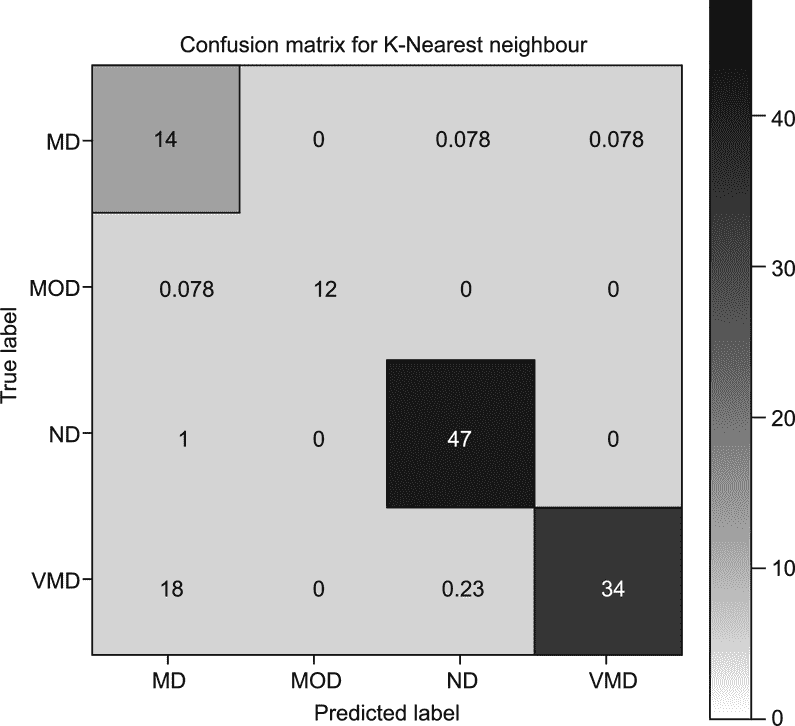 Confusion matrix for K-Nearest neighbour
MD 14 0 0.078 0.078
MOD 0.078 12 0 0
ND 1 0 47 0
VMD 18 0 0.23 34
MD MOD ND VMD
Predicted label
True label
40
30
20
10
0